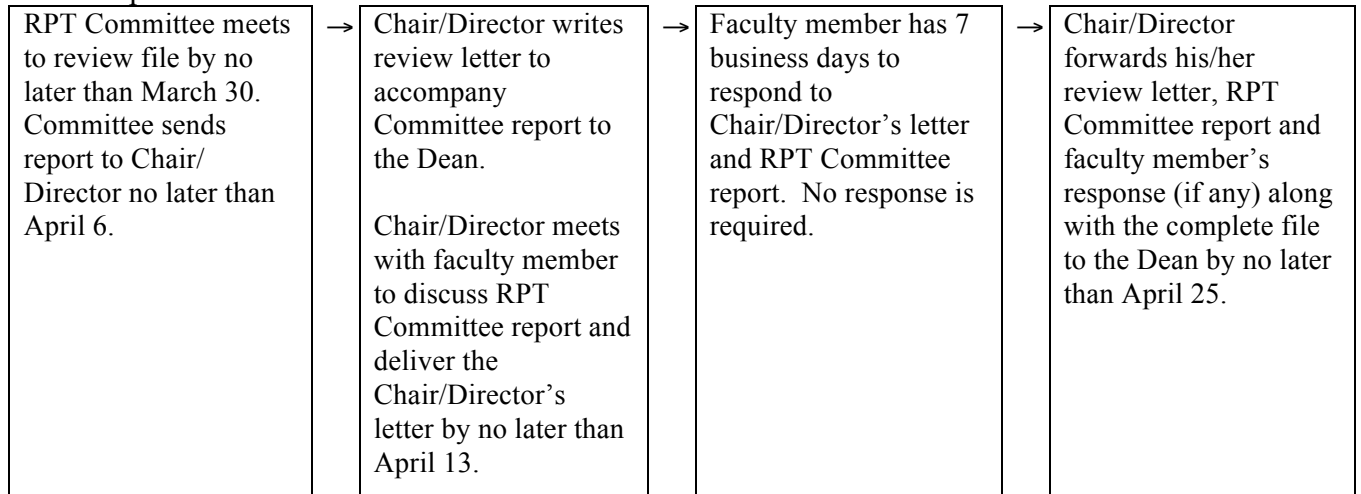 RPT Committee meets
to review file by no
later than March 30.
Committee sends
report to Chair/
Director no later than
April 6.
→
Chair/Director writes
review letter to
accompany
Committee report to
the Dean.
Chair/Director meets
with faculty member
to discuss RPT
Committee report and
deliver the
Chair/Director’s
letter by no later than
April 13.
→
Faculty member has 7
business days to
respond to
Chair/Director’s letter
and RPT Committee
report.  No response is
required.
→
Chair/Director
forwards his/her
review letter, RPT
Committee report and
faculty member’s
response (if any) along
with the complete file
to the Dean by no later
than April 25.